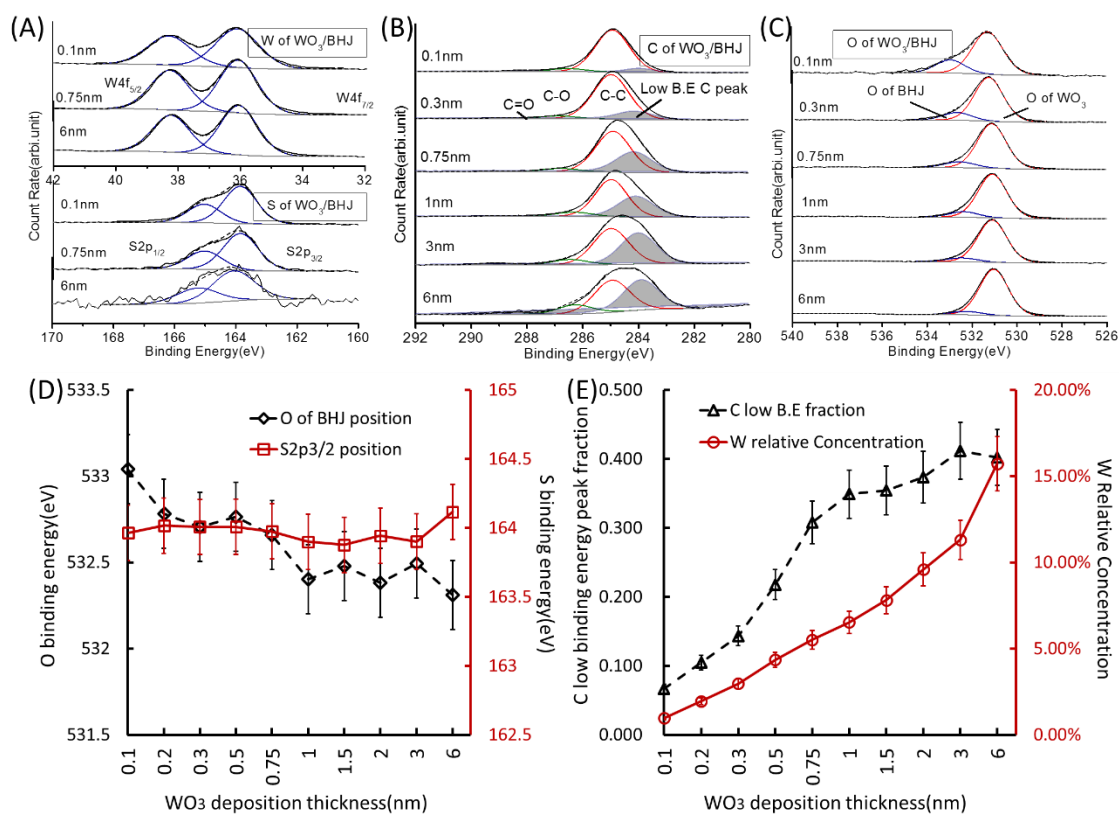 (A)
W of WO3/BHJ
0.1nm
W4f5/2
W4f7/2
0.75nm
6nm
42 40 38 36 34 32
S of WO3/BHJ
0.1nm
S2p1/2
S2p3/2
0.75nm
6nm
170 168 166 164 162 160
Binding Energy(eV)
Count Rate(arbi.unit)
(B)
C of WO3/BHJ
0.1nm
0.3nm
C=O
C-O
C-C
Low B.E C peak
0.75nm
1nm
3nm
6nm
292 290 288 286 284 282 280
Binding Energy(eV)
Count Rate(arbi.unit)
(C)
O of WO3/BHJ
0.1nm
O of BHJ
O of WO3
0.3nm
0.75nm
1nm
3nm
6nm
540 538 536 534 532 530 528 526
Binding Energy(eV)
Count Rate(arbi.unit)
(D)
O of BHJ position
S2p3/2 position
533.5
533
532.5
532
531.5
O binding energy(eV)
165
164.5
164
163.5
163
162.5
S binding energy(eV)
0.1 0.2 0.3 0.5 0.75 1 1.5 2 3 6
WO3 deposition thickness(nm)
(E)
C low B.E fraction
W relative Concentration
0.500
0.400
0.300
0.200
0.100
0.000
C low binding energy peak fraction
20.00%
15.00%
10.00%
5.00%
0.00%
W Relative Concentration
0.1 0.2 0.3 0.5 0.75 1 1.5 2 3 6
WO3 deposition thickness(nm)